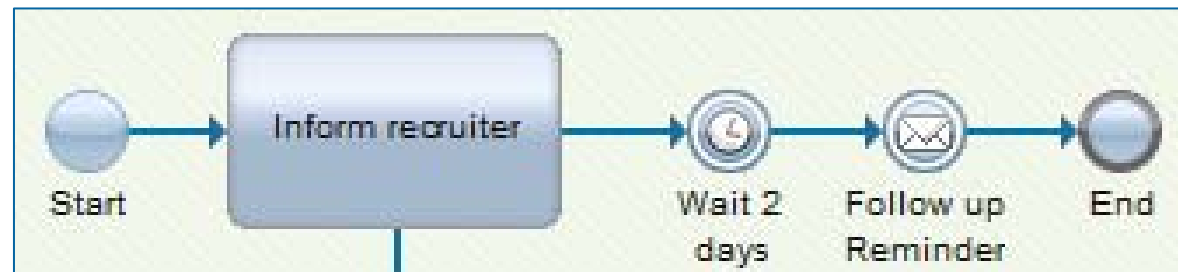 Inform recruiter
Start
Wait 2
days
Follow up
Reminder
End